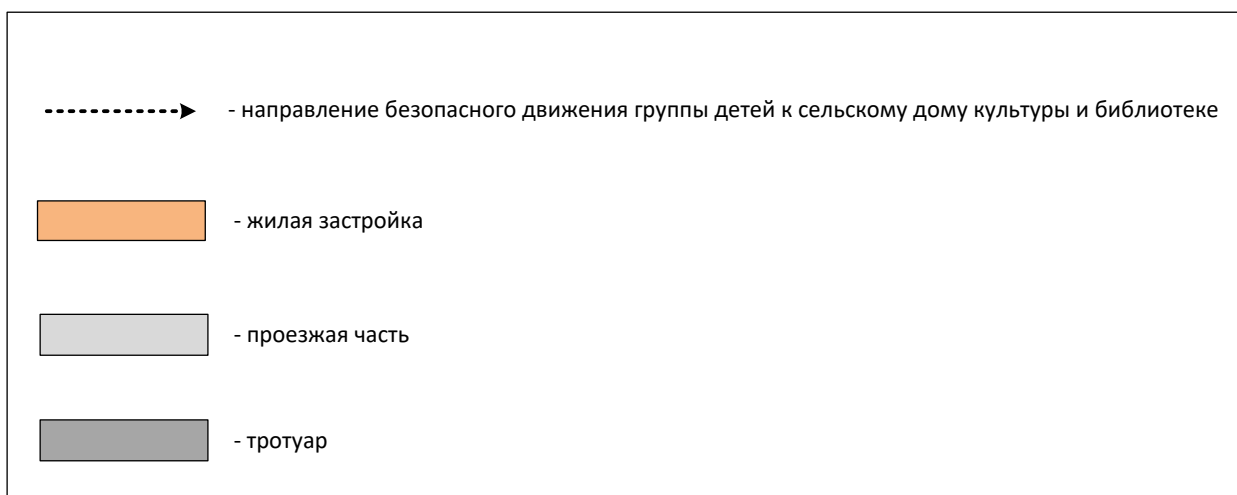 - направление безопасного движения группы детей к сельскому дому культуры и библиотеке
- жилая застройка
- проезжая часть
- тротуар